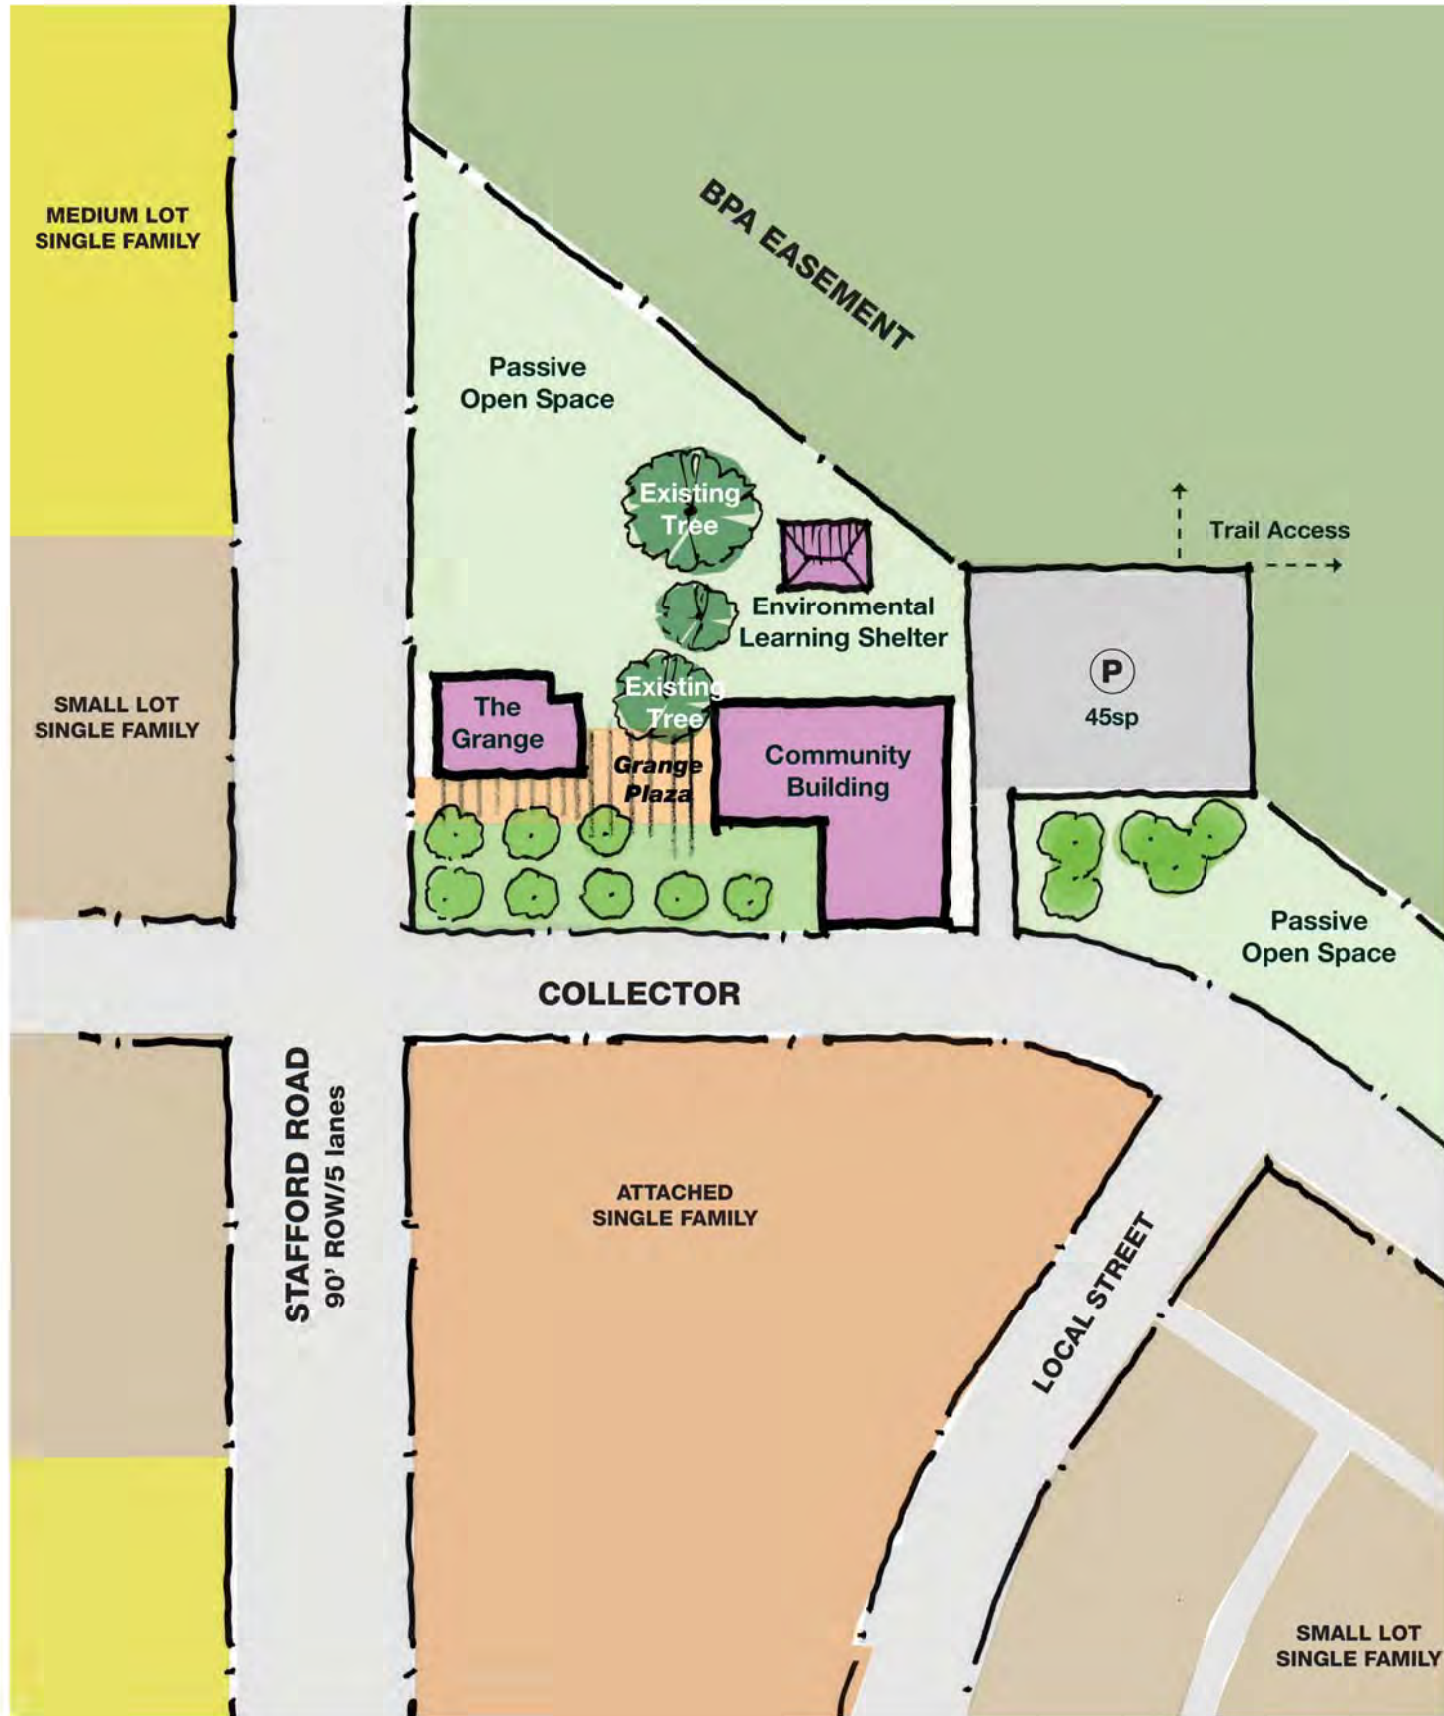 MEDIUM LOT
SINGLE FAMILY
BPA EASEMENT
Passive
Open Space
Existing
Tree
Trail Access
Environmental
Learning Shelter
P
45sp
SMALL LOT
SINGLE FAMILY
The
Grange
Existing
Tree
Grange
Plaza
Community
Building
Passive
Open Space
COLLECTOR
STAFFORD ROAD
90' ROW/5 lanes
ATTACHED
SINGLE FAMILY
LOCAL STREET
SMALL LOT
SINGLE FAMILY